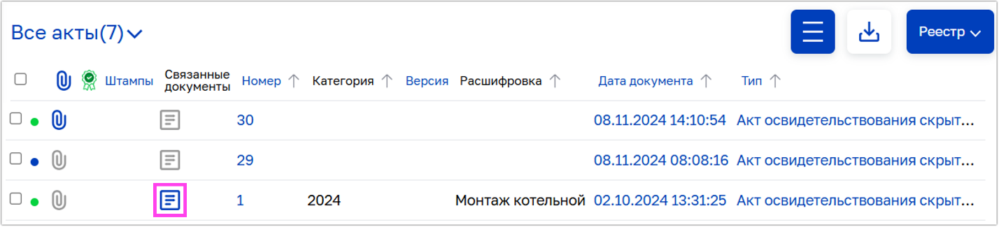 Все акты(7)
Реестр
Штампы Связанные документы Номер Категория Версия Расшифровка Дата документа Тип
30 08.11.2024 14:10:54 Акт освидетельствования скрыт...
29 08.11.2024 08:08:16 Акт освидетельствования скрыт...
1 2024 Монтаж котельной 02.10.2024 13:31:25 Акт освидетельствования скрыт...